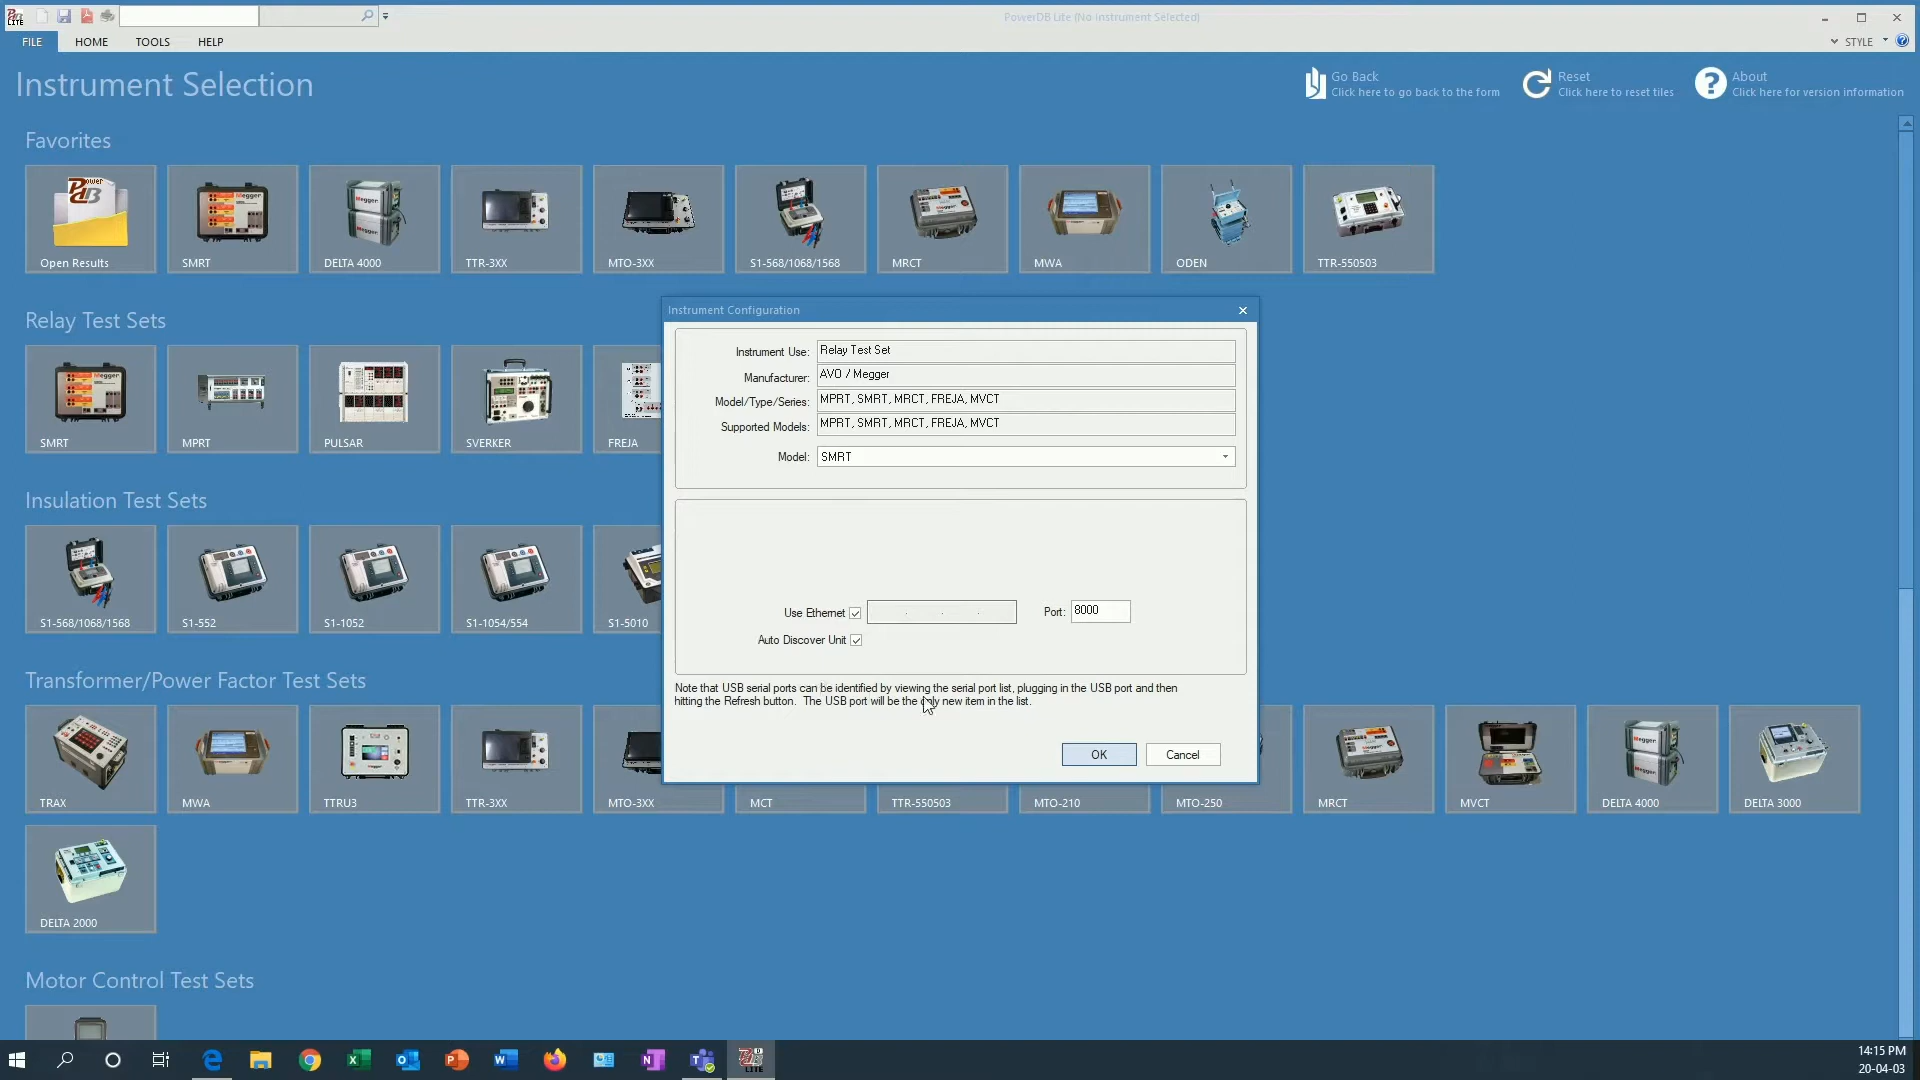 PowerDB Lite (No Instrument Selected)
FILE HOME TOOLS HELP
STYLE
Instrument Selection
Go Back
Click here to go back to the form
Reset
Click here to reset tiles
About
Click here for version information
Favorites
Open Results
SMRT
DELTA 4000
TTR-3XX
MTO-3XX
S1-568/1068/1568
MRCT
MWA
ODEN
TTR-550503
Relay Test Sets
SMRT
MPRT
PULSAR
SVERKER
FREJA
Instrument Configuration
Instrument Use: Relay Test Set
Manufacturer: AVO / Megger
Model/Type/Series: MPRT, SMRT, MRCT, FREJA, MVCT
Supported Models: MPRT, SMRT, MRCT, FREJA, MVCT
Model: SMRT
Use Ethernet
Port: 8000
Auto Discover Unit
Note that USB serial ports can be identified by viewing the serial port list, plugging in the USB port and then
hitting the Refresh button. The USB port will be the only new item in the list.
OK
Cancel
Insulation Test Sets
S1-568/1068/1568
S1-552
S1-1052
S1-1054/554
S1-5010
Transformer/Power Factor Test Sets
TRAX
MWA
TTRU3
TTR-3XX
MTO-3XX
MCT
TTR-550503
MTO-210
MTO-250
MRCT
MVCT
DELTA 4000
DELTA 3000
DELTA 2000
Motor Control Test Sets
14:15 PM
20-04-03